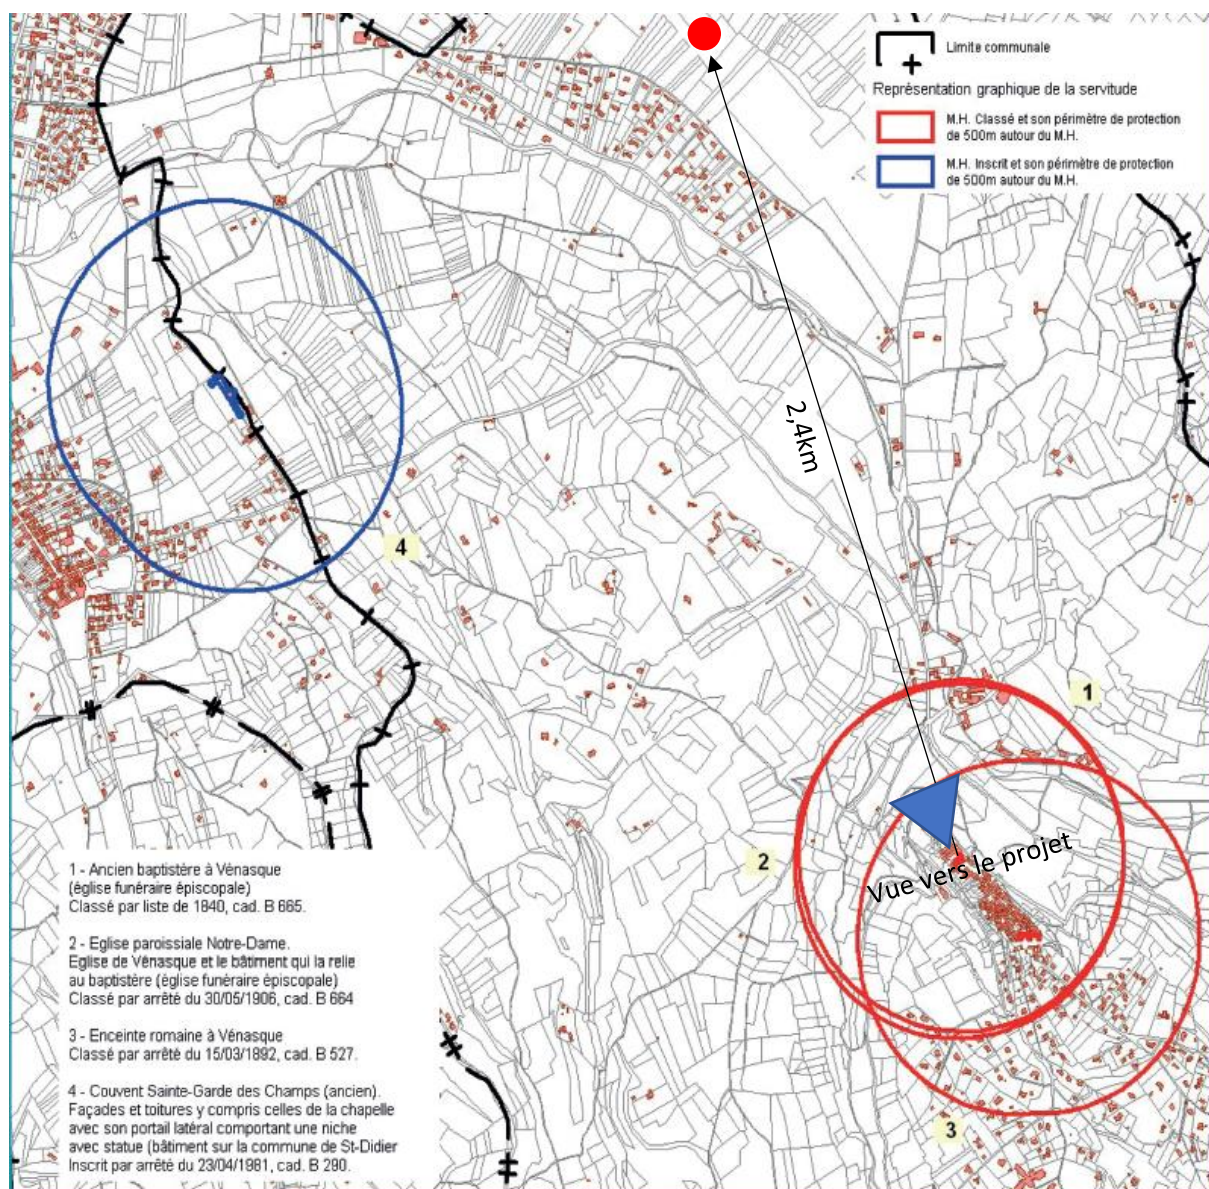 Limite communale
Représentation graphique de la servitude
M.H. Classé et son périmètre de protection
de 500m autour du M.H.
M.H. Inscrit et son périmètre de protection
de 500m autour du M.H.
2,4km
4
1
2
Vue vers le projet
3
1 - Ancien baptistère à Vénasque
(église funéraire épiscopale)
Classé par liste de 1840, cad. B 665.
2 - Eglise paroissiale Notre-Dame.
Eglise de Vénasque et le bâtiment qui la relie
au baptistère (église funéraire épiscopale)
Classé par arrêté du 30/05/1906, cad. B 664
3 - Enceinte romaine à Vénasque
Classé par arrêté du 15/03/1892, cad. B 527.
4 - Couvent Sainte-Garde des Champs (ancien).
Façades et toitures y compris celles de la chapelle
avec son portail latéral comportant une niche
avec statue (bâtiment sur la commune de St-Didier
Inscrit par arrêté du 23/04/1981, cad. B 290.